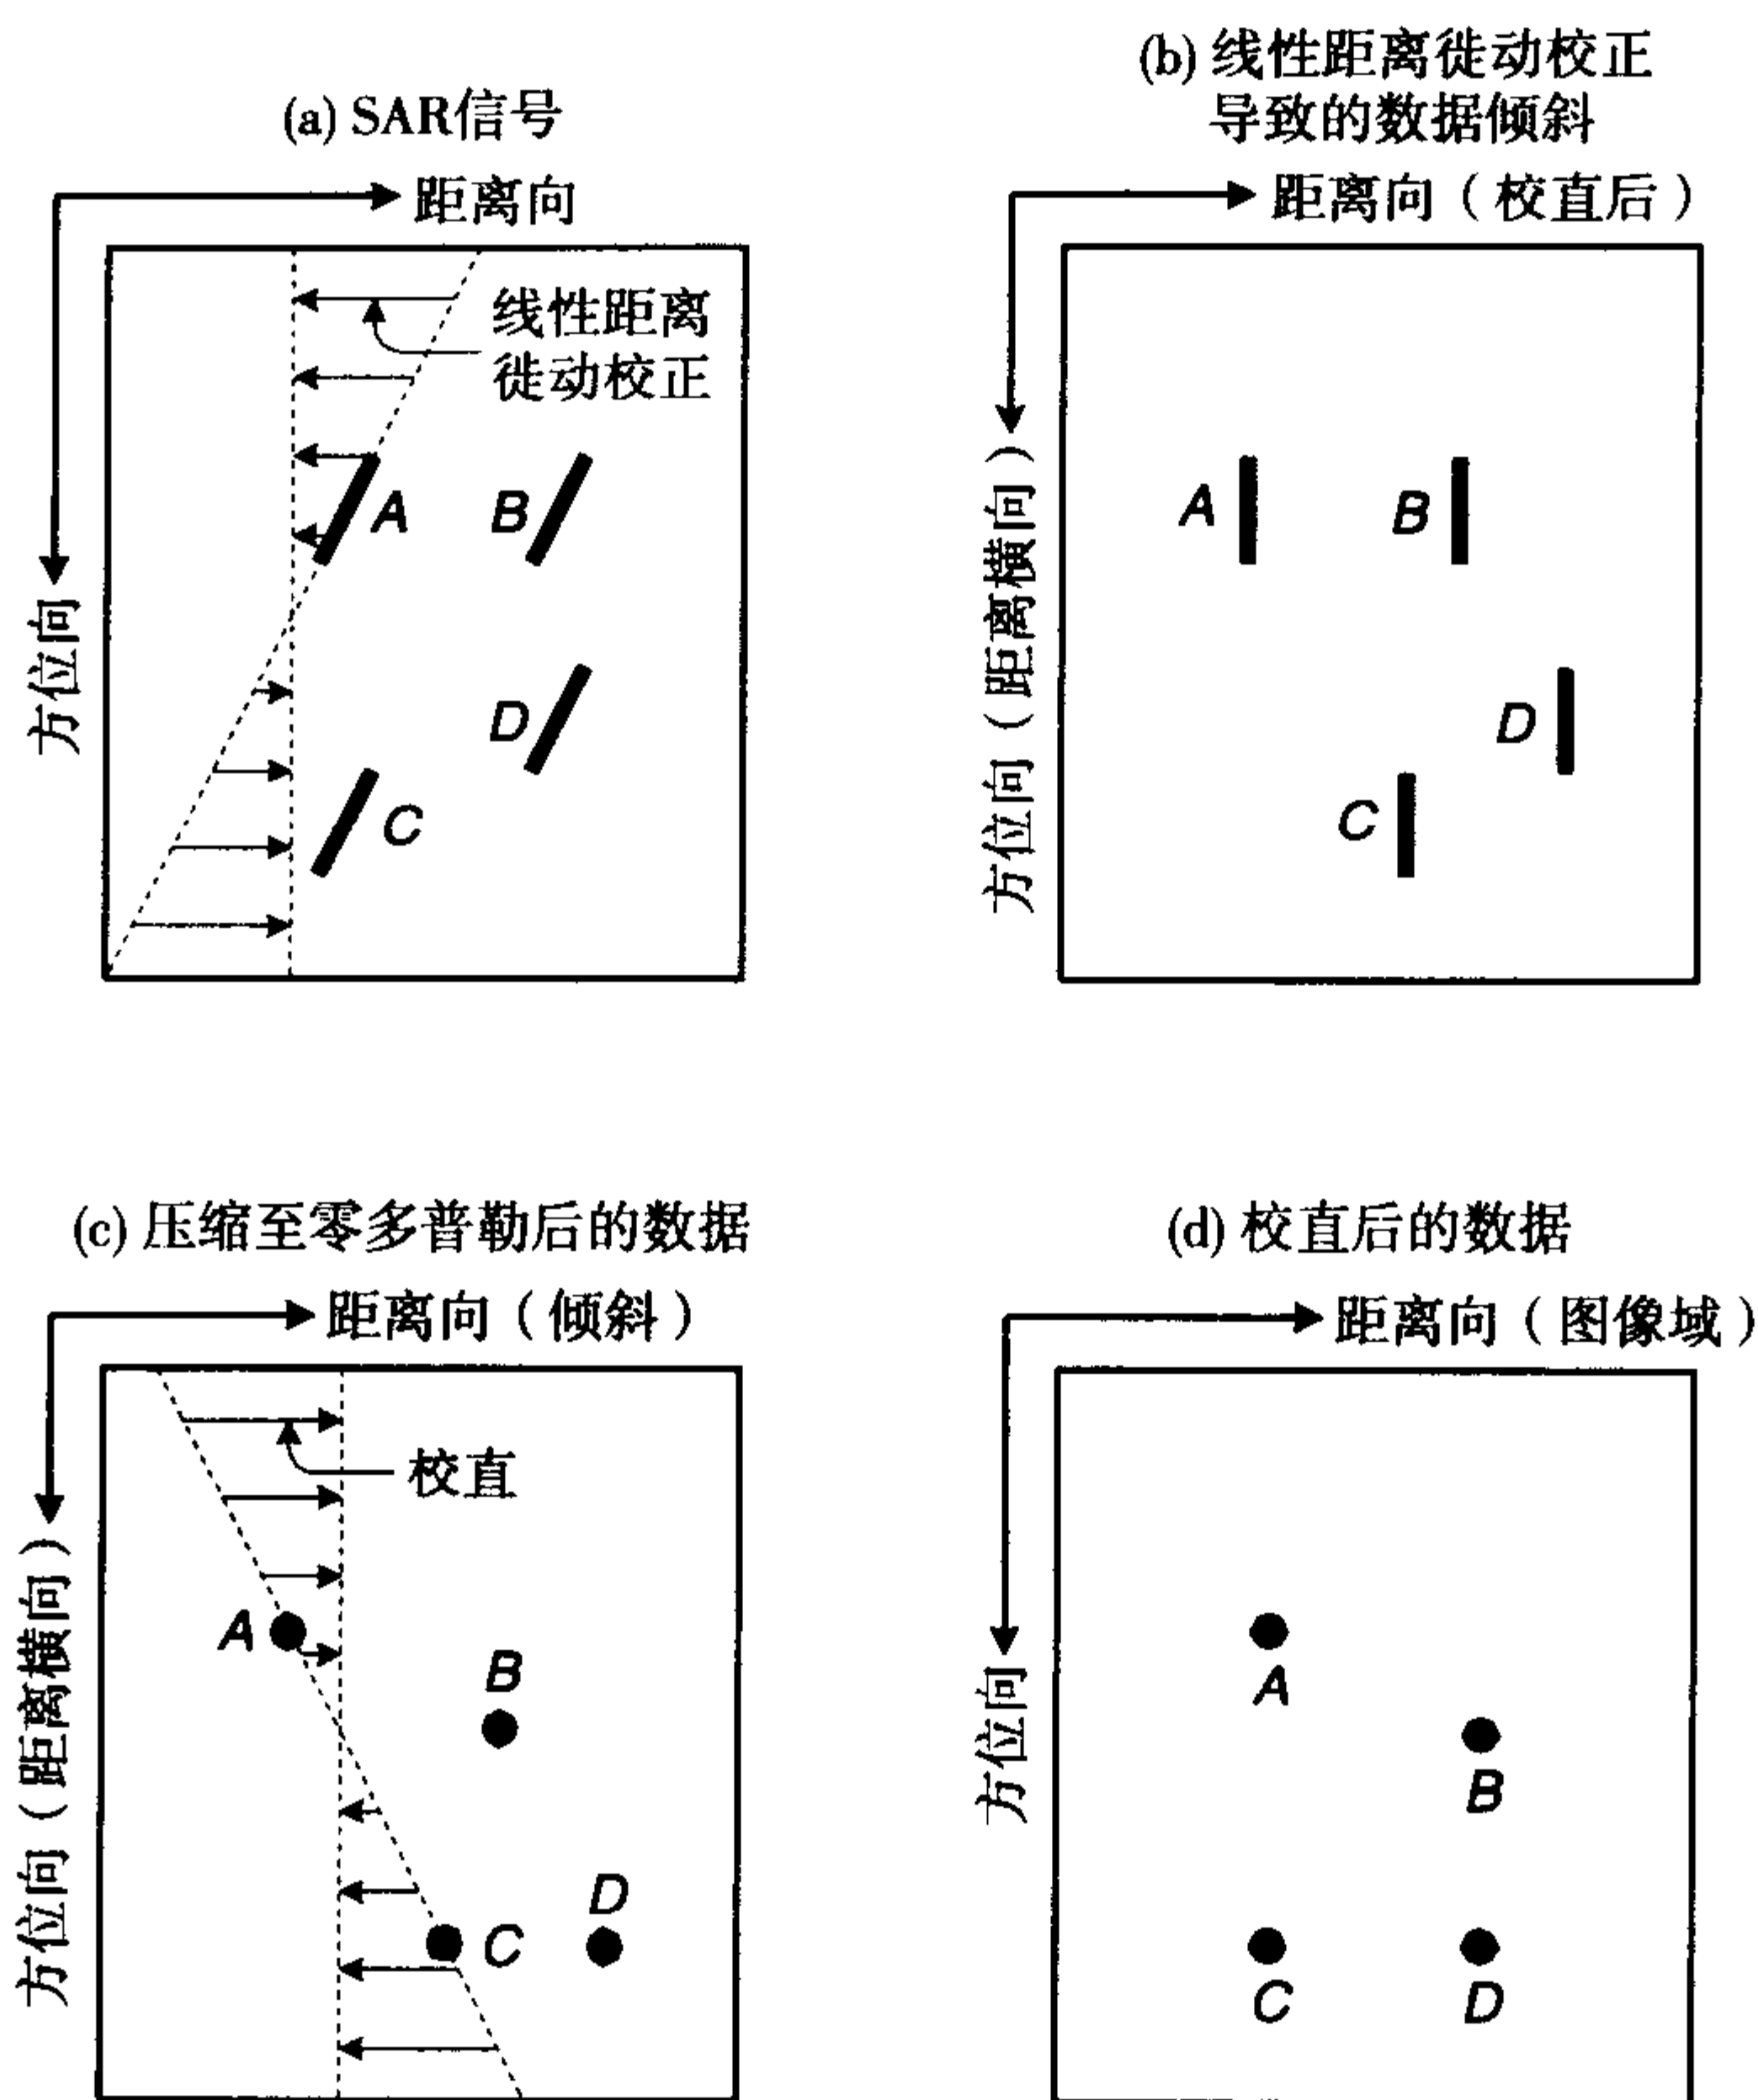 (a) SAR信号
距离向
方位向
线性距离
徙动校正
A
B
D
C
(b) 线性距离徙动校正
导致的数据倾斜
距离向（校直后）
方位向（距离横向）
A
B
D
C
(c) 压缩至零多普勒后的数据
距离向（倾斜）
方位向（距离横向）
校直
A
B
D
C
(d) 校直后的数据
距离向（图像域）
方位向
A
B
C
D